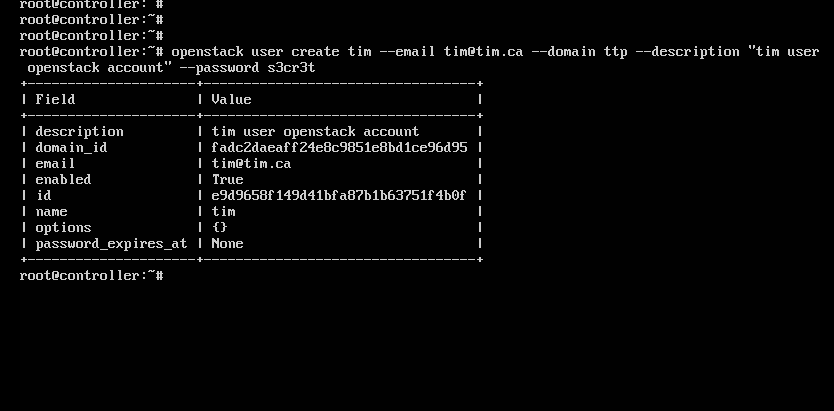 root@controller: #
root@controller:~#
root@controller:~#
root@controller:~# openstack user create tim --email tim@tim.ca --domain ttp --description "tim user
 openstack account" --password s3cr3t
+---------------------+----------------------------------+
| Field               | Value                            |
+---------------------+----------------------------------+
| description         | tim user openstack account       |
| domain_id           | fadc2daeaff24e8c9851e8bd1ce96d95 |
| email               | tim@tim.ca                       |
| enabled             | True                             |
| id                  | e9d9658f149d41bfa87b1b63751f4b0f |
| name                | tim                              |
| options             | {}                               |
| password_expires_at | None                             |
+---------------------+----------------------------------+
root@controller:~#